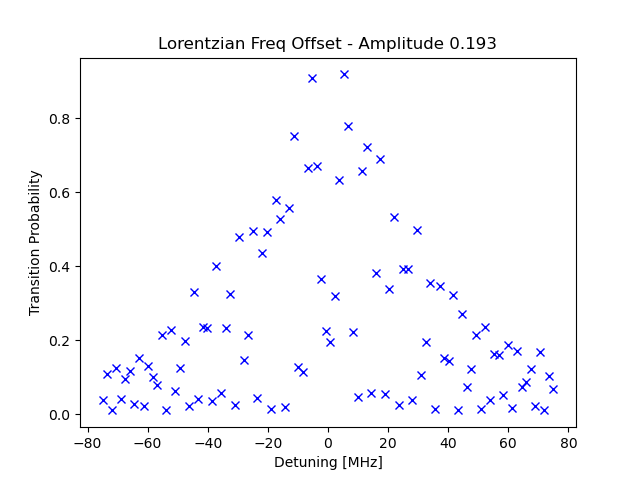 Lorentzian Freq Offset - Amplitude 0.193
Transition Probability
0.8
0.6
0.4
0.2
0.0
−80 −60 −40 −20 0 20 40 60 80
Detuning [MHz]